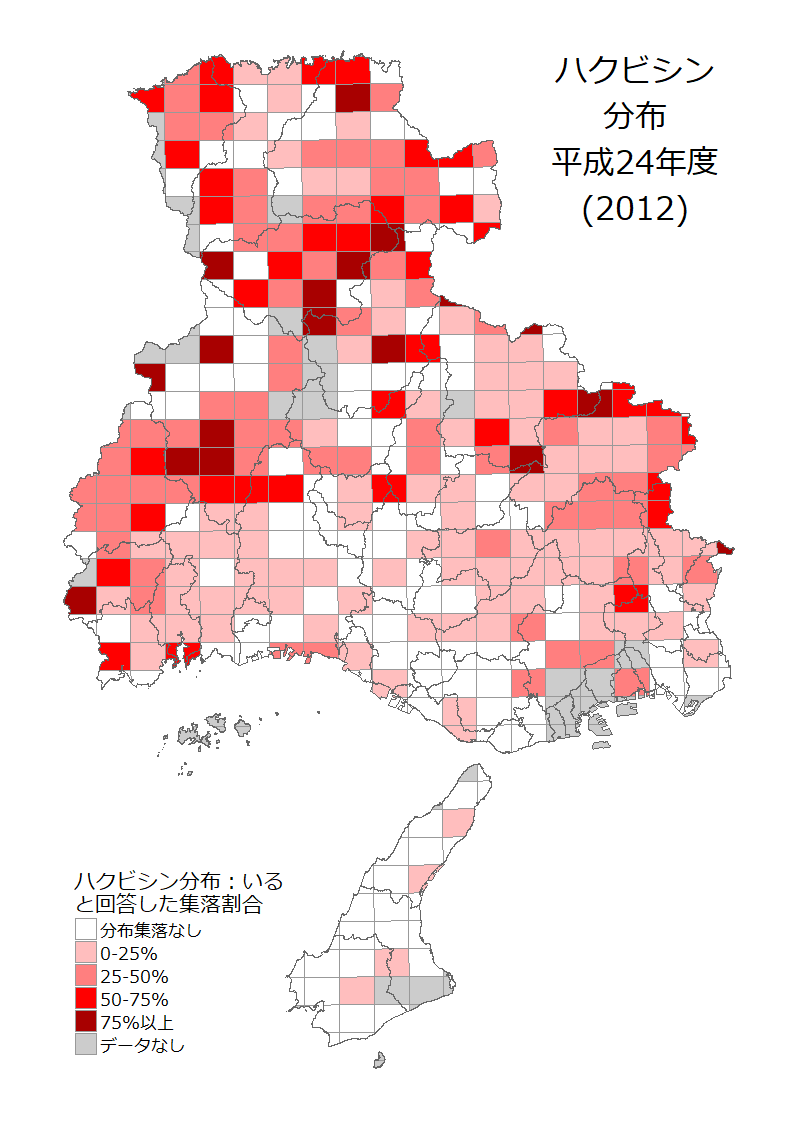 ハクビシン
分布
平成24年度
(2012)
ハクビシン分布：いる
と回答した集落割合
分布集落なし
0-25%
25-50%
50-75%
75%以上
データなし